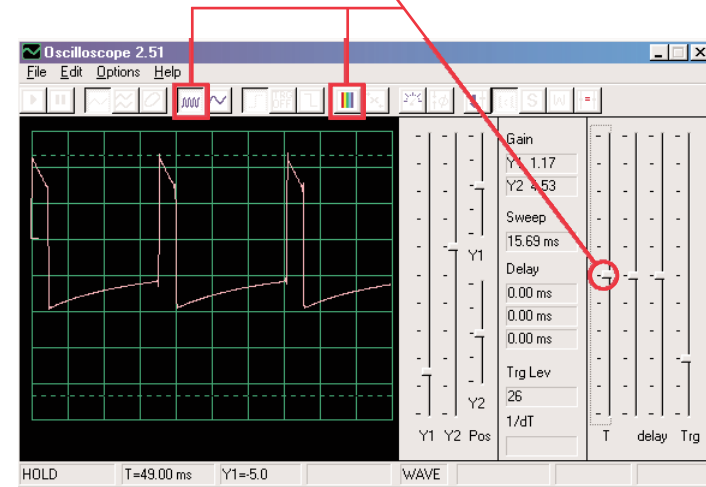 Oscilloscope 2.51
File Edit Options Help
Gain
Y1 1.17
Y2 4.53
Sweep
15.69 ms
Delay
0.00 ms
0.00 ms
0.00 ms
Trg Lev
26
1/dT
Y1
Y2
Y1 Y2 Pos
T delay Trg
HOLD T=49.00 ms Y1=-5.0 WAVE